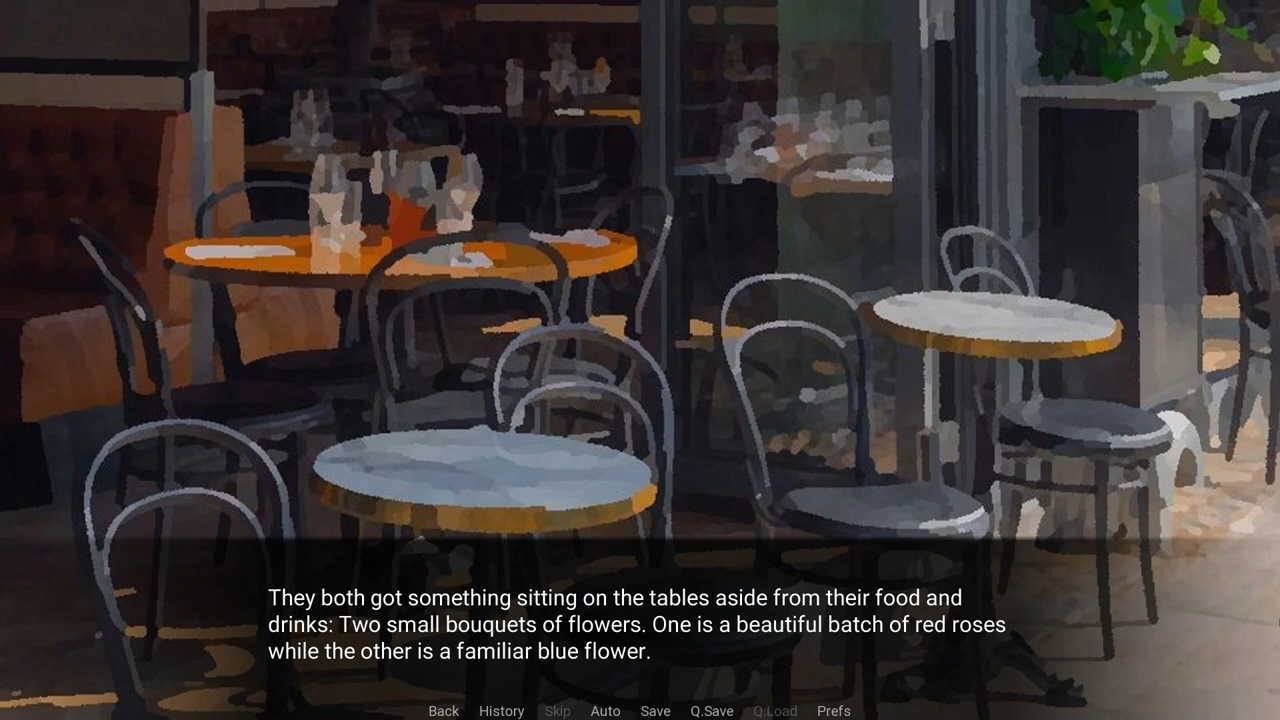 They both got something sitting on the tables aside from their food and
drinks: Two small bouquets of flowers. One is a beautiful batch of red roses
while the other is a familiar blue flower.
Back History Skip Auto Save Q.Save Q.Load Prefs